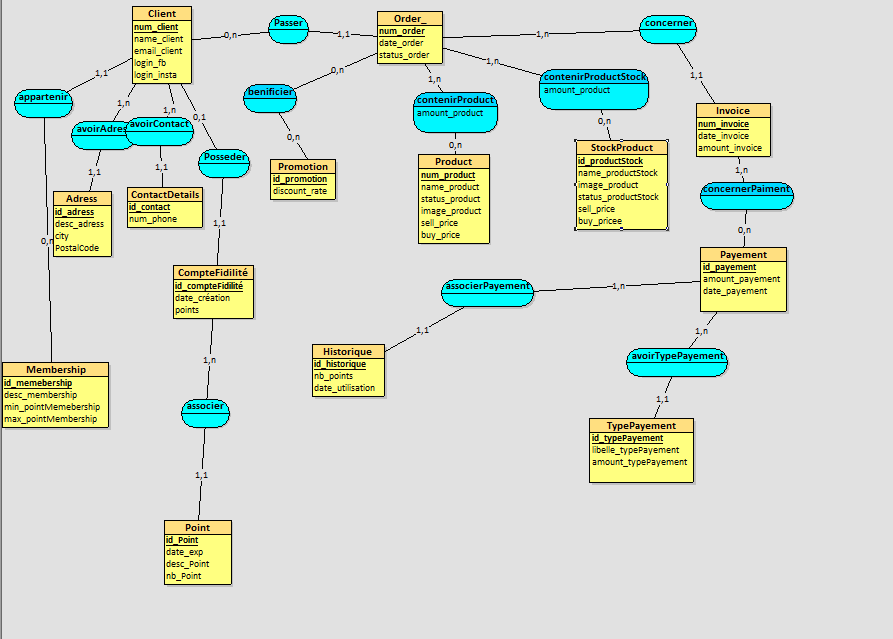 Client
num_client
name_client
email_client
login_fb
login_insta
Passer
0,n
1,1
Order_
num_order
date_order
status_order
1,n
concerner
1,1
appartenir
1,1
1,n
avoirAdres
1,n
avoirContact
0,1
Posseder
benificier
0,n
0,n
1,n
contenirProduct
amount_product
0,n
1,n
contenirProductStock
amount_product
0,n
Invoice
num_invoice
date_invoice
amount_invoice
1,1
1,1
Promotion
id_promotion
discount_rate
Product
num_product
name_product
status_product
image_product
sell_price
buy_price
StockProduct
id_productStock
name_productStock
image_product
status_productStock
sell_price
buy_pricee
1,n
concernerPaiment
0,n
Adress
id_adress
desc_adress
city
PostalCode
ContactDetails
id_contact
num_phone
1,1
0,n
CompteFidilité
id_compteFidilité
date_création
points
associerPayement
1,n
1,1
Payement
id_payement
amount_payement
date_payement
1,n
avoirTypePayement
1,1
Historique
id_historique
nb_points
date_utilisation
1,n
Membership
id_memebership
desc_membership
min_pointMemebership
max_pointMembership
associer
1,1
TypePayement
id_typePayement
libelle_typePayement
amount_typePayement
Point
id_Point
date_exp
desc_Point
nb_Point